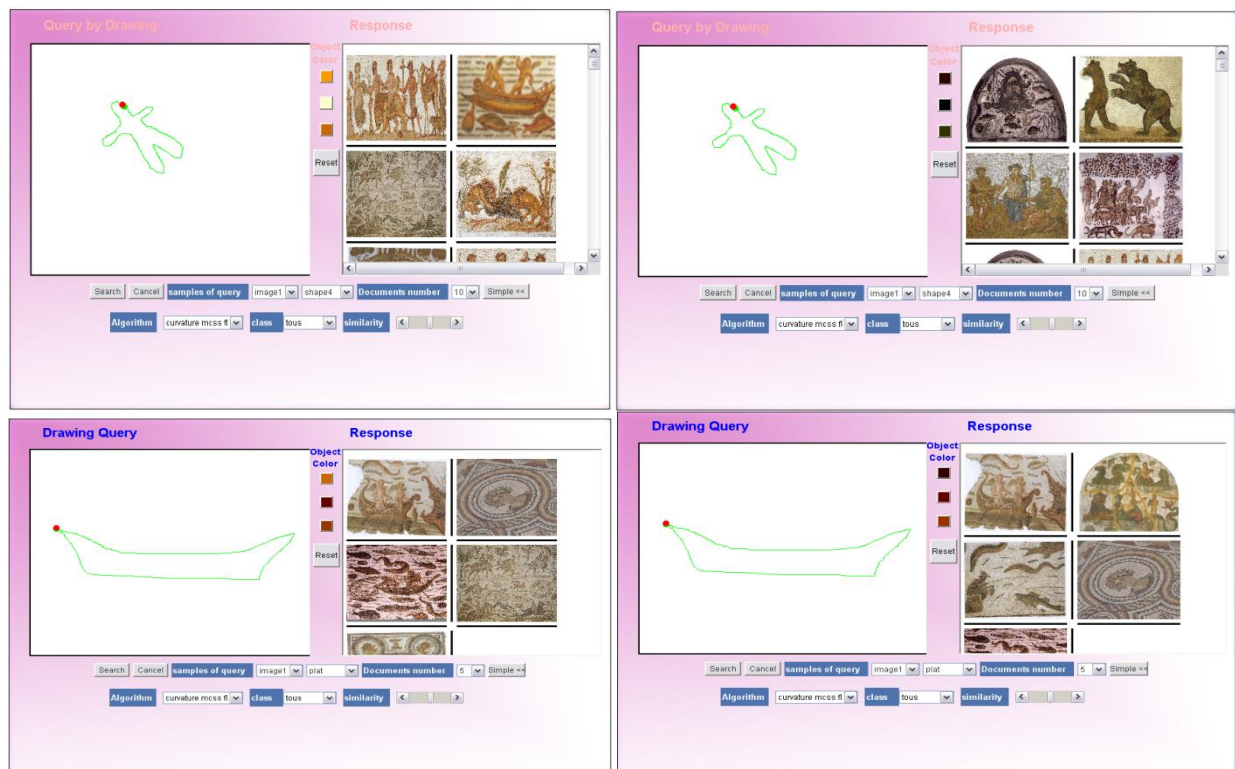 Query by Drawing Response
Object
Color
Reset
Search Cancel samples of query image1 shape4 Documents number 10 Simple <<
Algorithm curvature mcss fl class tous similarity
Query by Drawing Response
Object
Color
Reset
Search Cancel samples of query image1 shape4 Documents number 10 Simple <<
Algorithm curvature mcss fl class tous similarity
Drawing Query Response
Object
Color
Reset
Search Cancel samples of query image1 plat Documents number 5 Simple <<
Algorithm curvature mcss fl class tous similarity
Drawing Query Response
Object
Color
Reset
Search Cancel samples of query image1 plat Documents number 5 Simple <<
Algorithm curvature mcss fl class tous similarity